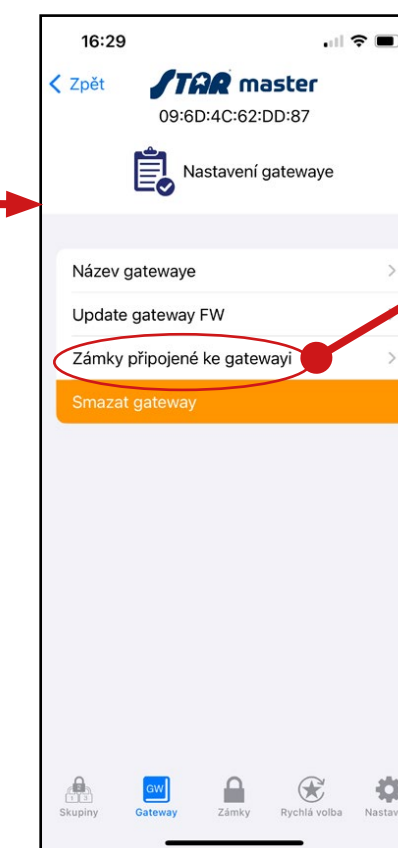 16:29
Zpět
STAR master
09:6D:4C:62:DD:87
Nastavení gatewaye
Název gatewaye
Update gateway FW
Zámky připojené ke gatewayi
Smazat gateway
GW
Skupiny Gateway Zámky Rychlá volba Nastav